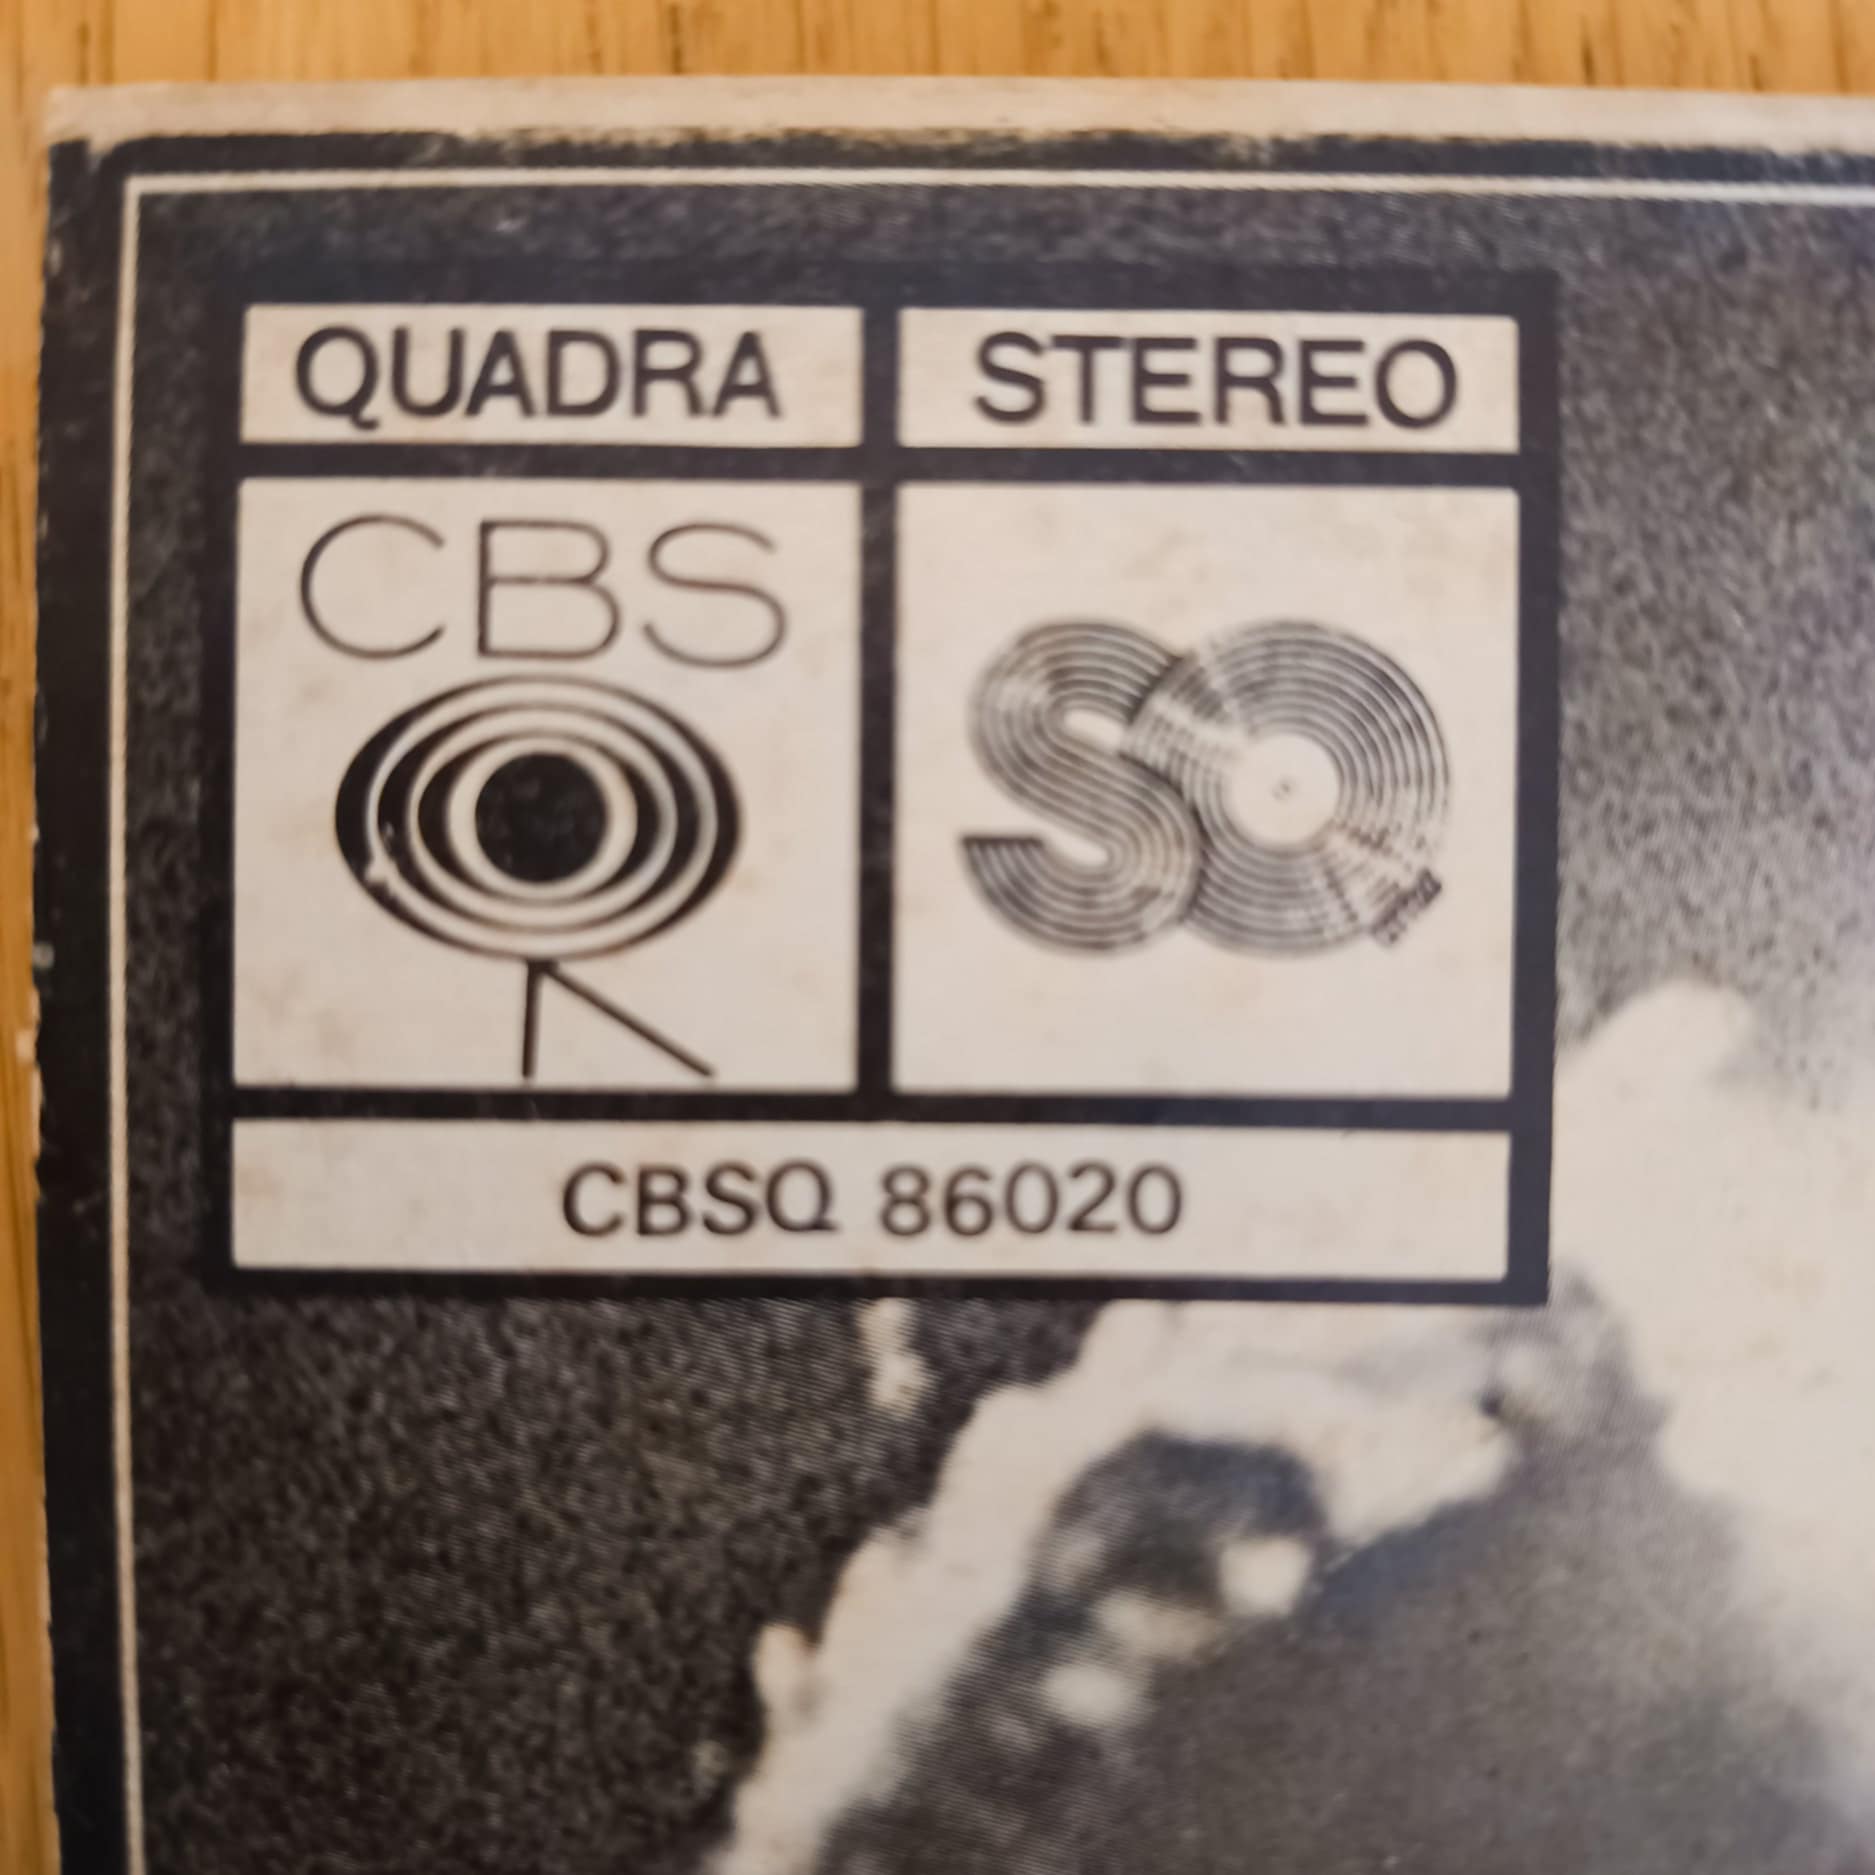 QUADRA STEREO
CBS
SQ
CBSQ 86020